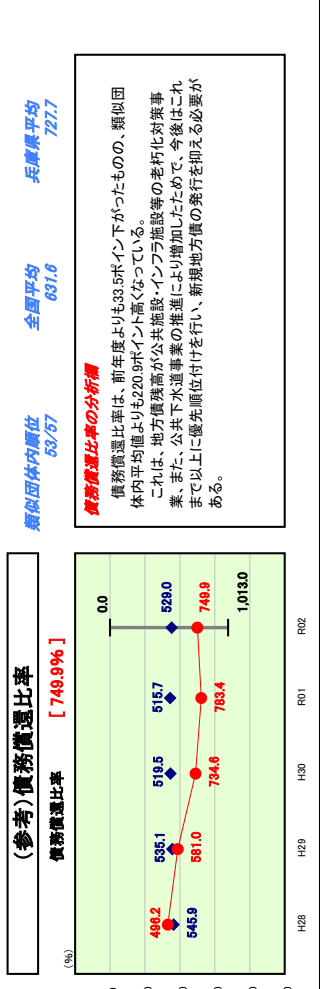 (参考)債務償還比率
債務償還比率　[ 749.9% ]
類似団体内順位
53/57
全国平均
631.6
兵庫県平均
727.7
(%)
496.2
545.9
535.1
581.0
519.5
734.6
515.7
783.4
0.0
529.0
749.9
1,013.0
H28
H29
H30
R01
R02
債務償還比率の分析欄
　債務償還比率は、前年度よりも33.5ポイント下がったものの、類似団
体内平均値よりも220.9ポイント高くなっている。
　これは、地方債残高が公共施設・インフラ施設等の老朽化対策事
業、また、公共下水道事業の推進により増加したためで、今後はこれ
まで以上に優先順位付けを行い、新規地方債の発行を抑える必要が
ある。